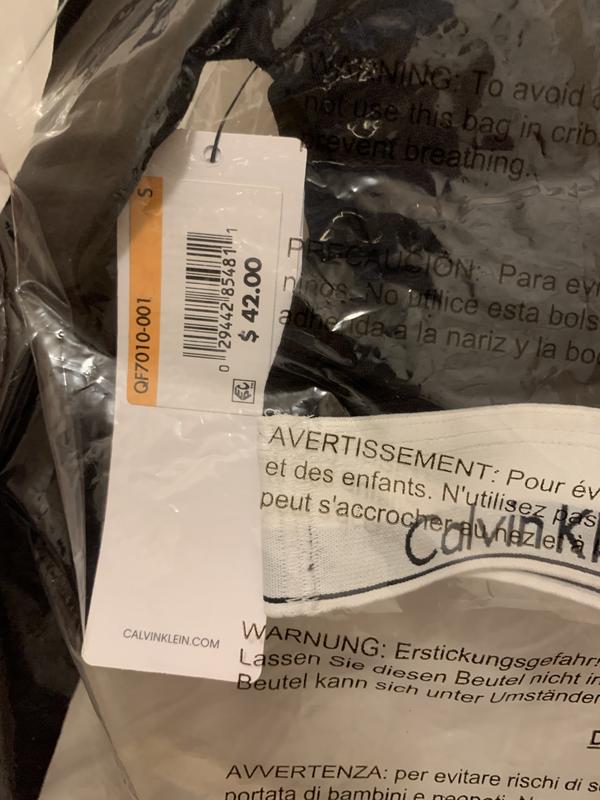 S
QF7010-001
0 29442 85481 1
$ 42.00
CALVINKLEIN.COM
WARNING: To avoid
not use this bag in crib
prevent breathing.
PRECAUCIÓN: Para evi
niños. No utilice esta bols
adherida a la nariz y la bo
AVERTISSEMENT: Pour év
et des enfants. N'utilisez pas
peut s'accrocher au nez et à
Calvin Kl
WARNUNG: Erstickungsgefahr!
Lassen Sie diesen Beutel nicht in
Beutel kann sich unter Umständen
D
AVVERTENZA: per evitare rischi di s
portata di bambini e neonati. N